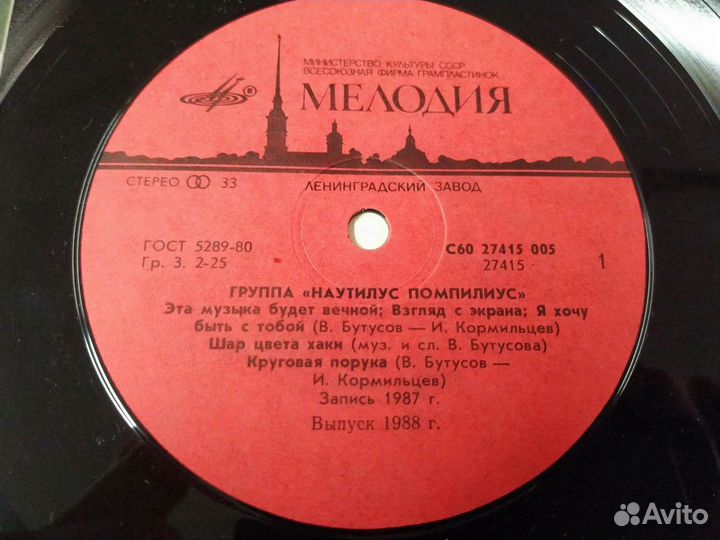 МИНИСТЕРСТВО КУЛЬТУРЫ СССР
ВСЕСОЮЗНАЯ ФИРМА ГРАМПЛАСТИНОК
® МЕЛОДИЯ
СТЕРЕО 33
ЛЕНИНГРАДСКИЙ ЗАВОД
ГОСТ 5289-80
Гр. 3. 2-25
С60 27415 005
27415
1
ГРУППА «НАУТИЛУС ПОМПИЛИУС»
Эта музыка будет вечной; Взгляд с экрана; Я хочу
быть с тобой (В. Бутусов — И. Кормильцев)
Шар цвета хаки (муз. и сл. В. Бутусова)
Круговая порука (В. Бутусов —
И. Кормильцев)
Запись 1987 г.
Выпуск 1988 г.
Avito